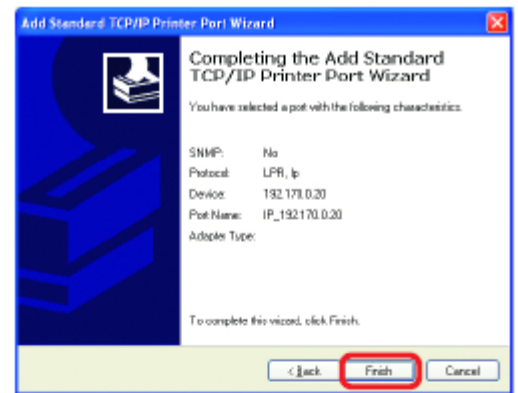 Add Standard TCP/IP Printer Port Wizard
Completing the Add Standard
TCP/IP Printer Port Wizard
You have selected a port with the following characteristics.
SNMP: No
Protocol: LPR, lp
Device: 192.170.0.20
Port Name: IP_192.170.0.20
Adapter Type:
To complete this wizard, click Finish.
< Back Finish Cancel